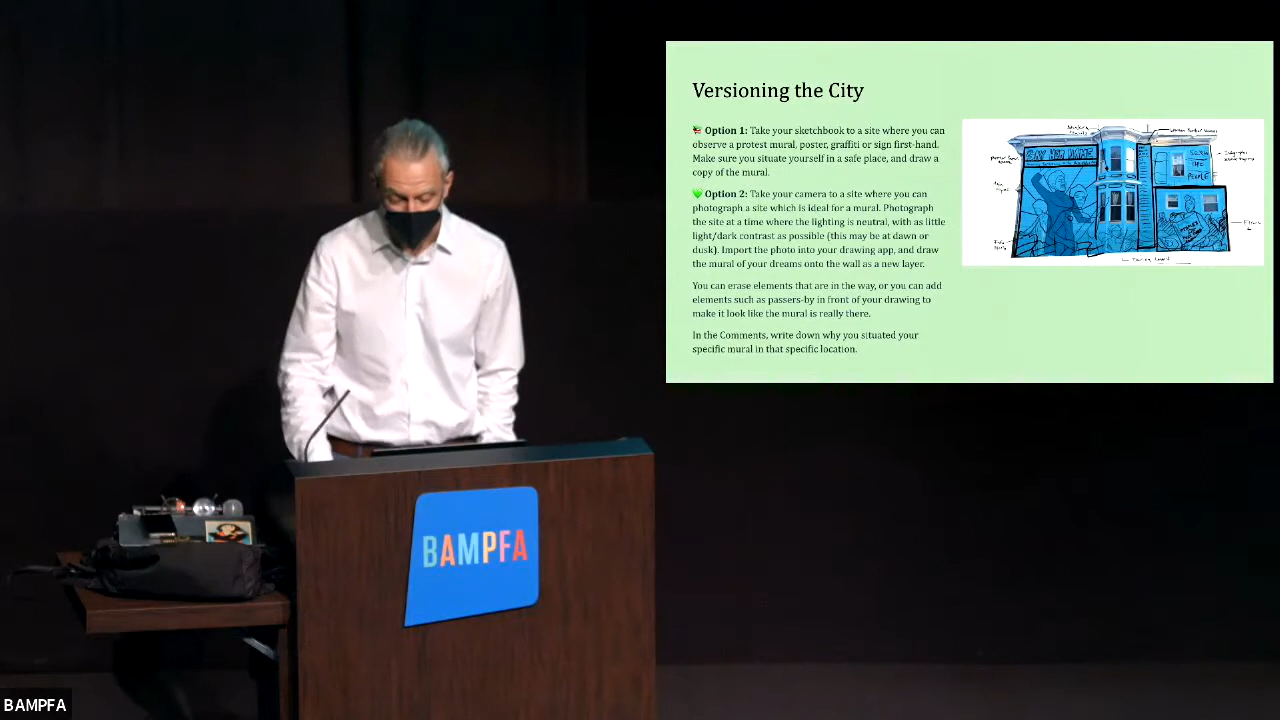 Versioning the City
Option 1: Take your sketchbook to a site where you can
observe a protest mural, poster, graffiti or sign first-hand.
Make sure you situate yourself in a safe place, and draw a
copy of the mural.
Option 2: Take your camera to a site where you can
photograph a site which is ideal for a mural. Photograph
the site at a time where the lighting is neutral, with as little
light/dark contrast as possible (this may be at dawn or
dusk). Import the photo into your drawing app, and draw
the mural of your dreams onto the wall as a new layer.
You can erase elements that are in the way, or you can add
elements such as passers-by in front of your drawing to
make it look like the mural is really there.
In the Comments, write down why you situated your
specific mural in that specific location.
SAY HER NAME
THE
PEOPLE
BAMPFA
BAMPFA